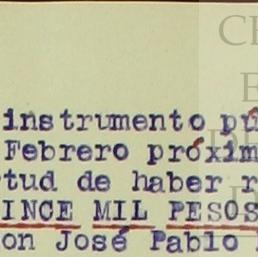 instrumento pú
Febrero próxim
tud de haber r
INCE MIL PESOS
on José Pablo